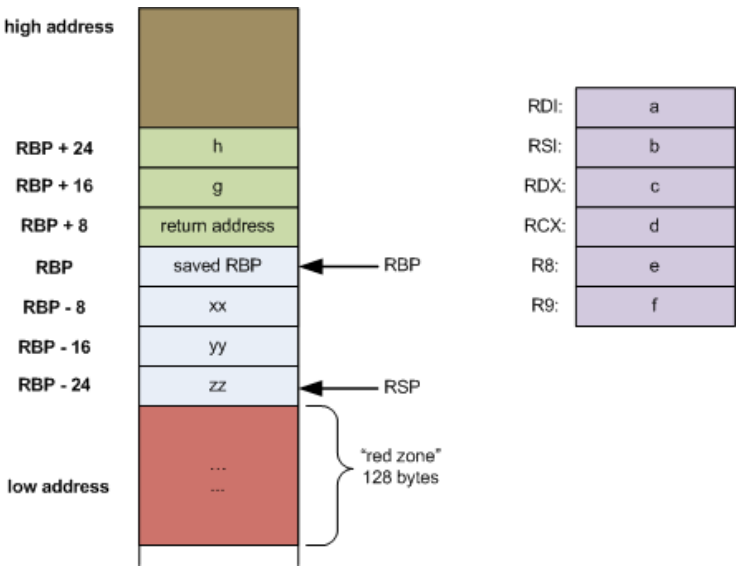 high address
RBP + 24 h
RBP + 16 g
RBP + 8 return address
RBP saved RBP RBP
RBP - 8 xx
RBP - 16 yy
RBP - 24 zz RSP
...
...
"red zone"
128 bytes
low address
RDI: a
RSI: b
RDX: c
RCX: d
R8: e
R9: f